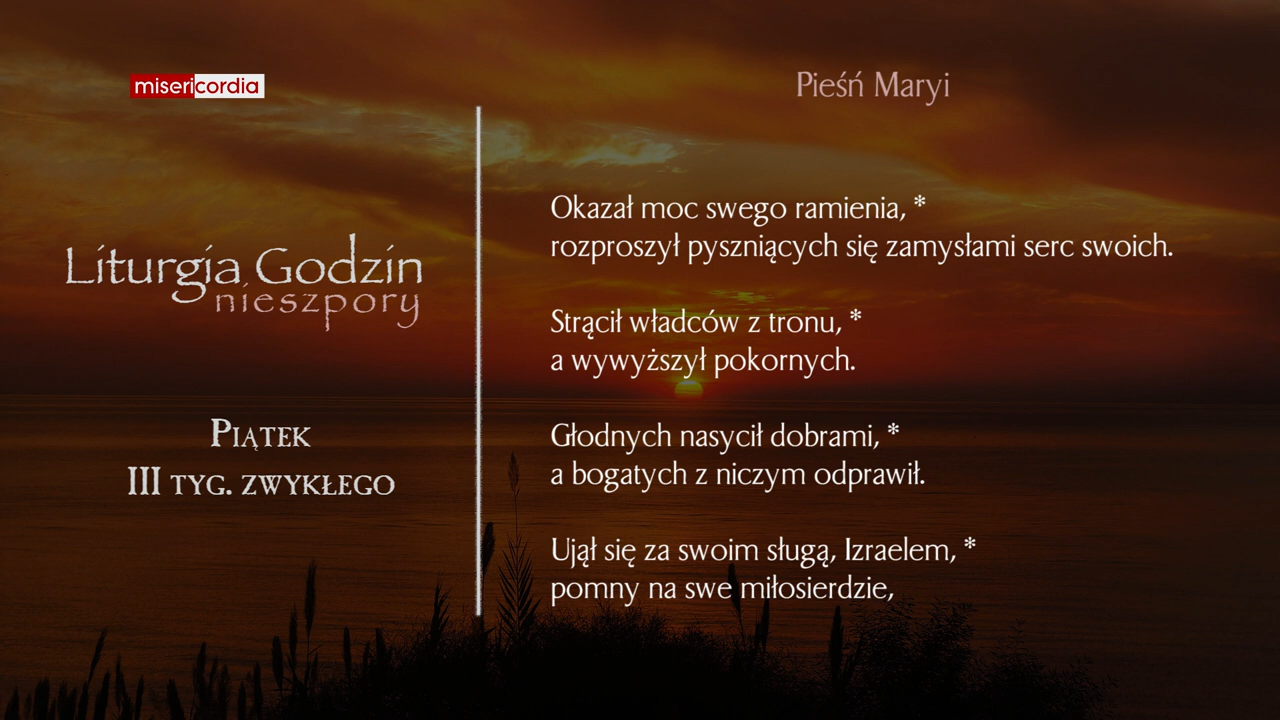 misericordia
Liturgia Godzin
nieszpory
Piątek
III tyg. zwykłego
Pieśń Maryi
Okazał moc swego ramienia, *
rozproszył pyszniących się zamysłami serc swoich.
Strącił władców z tronu, *
a wywyższył pokornych.
Głodnych nasycił dobrami, *
a bogatych z niczym odprawił.
Ujął się za swoim sługą, Izraelem, *
pomny na swe miłosierdzie,